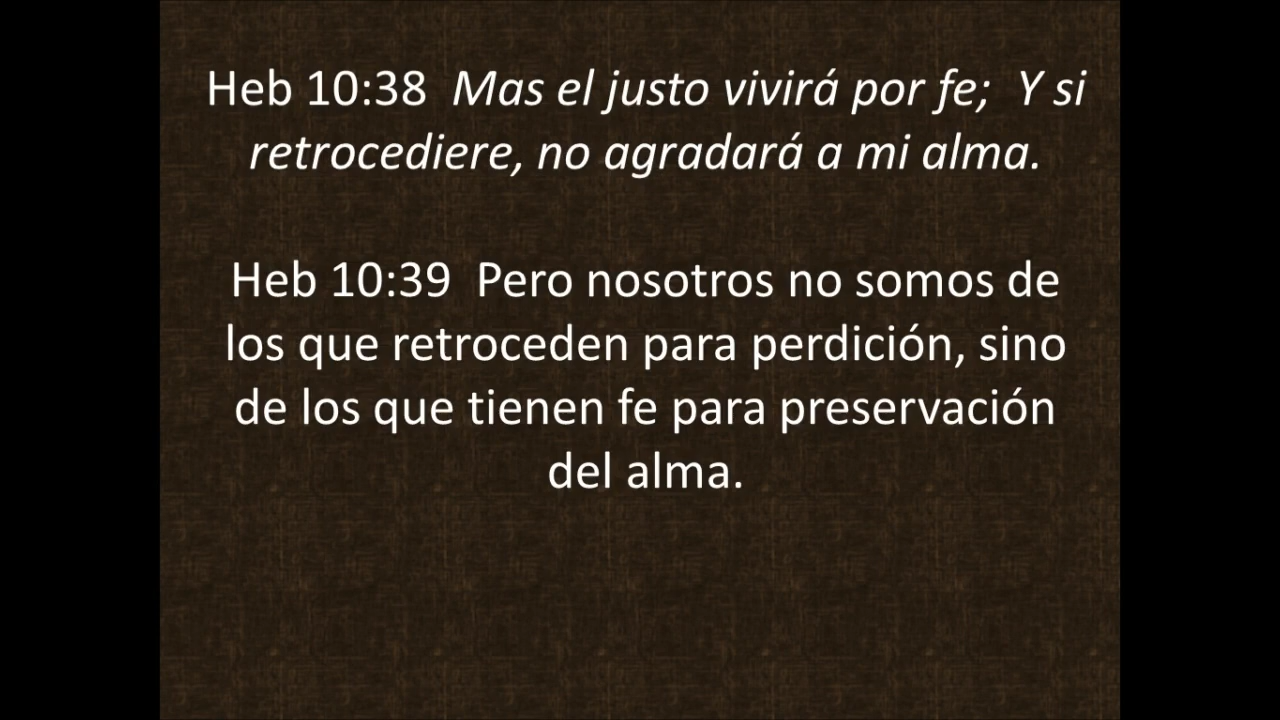 Heb 10:38  Mas el justo vivirá por fe;  Y si
retrocediere, no agradará a mi alma.
Heb 10:39  Pero nosotros no somos de
los que retroceden para perdición, sino
de los que tienen fe para preservación
del alma.